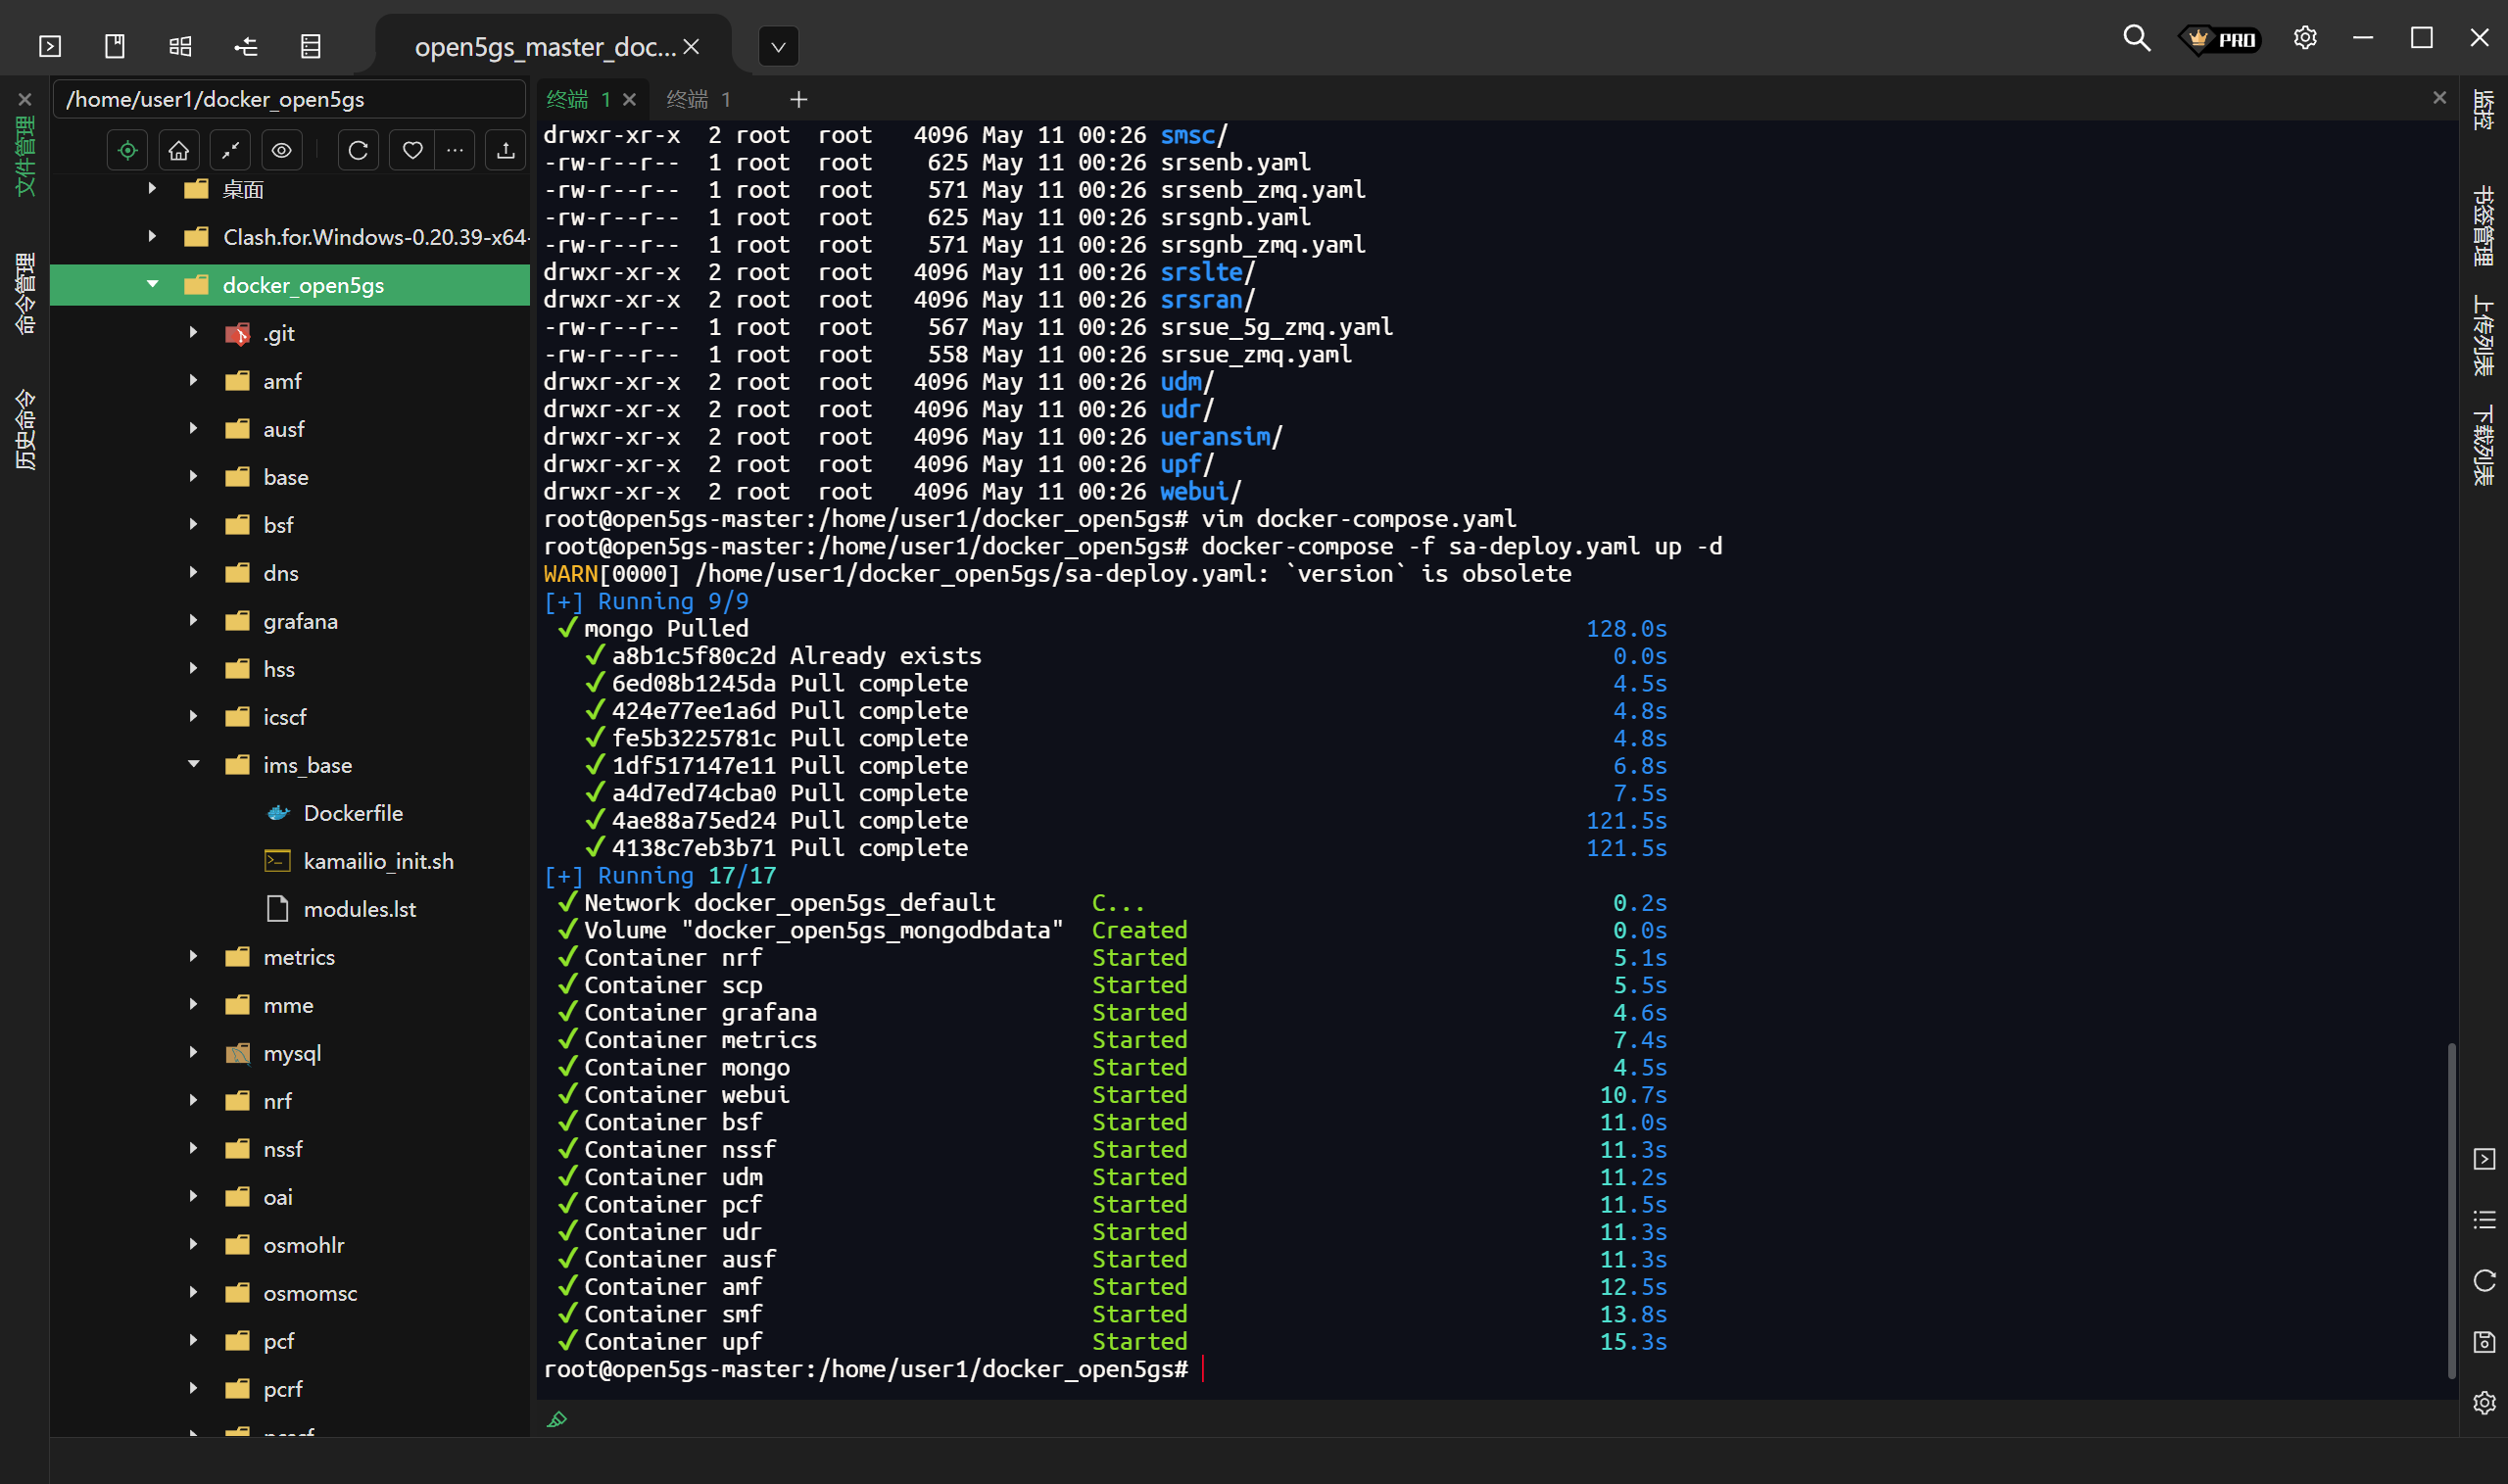 open5gs_master_doc...
PRO
文件管理
命令管理
历史命令
/home/user1/docker_open5gs
桌面
Clash.for.Windows-0.20.39-x64-
docker_open5gs
.git
amf
ausf
base
bsf
dns
grafana
hss
icscf
ims_base
Dockerfile
kamailio_init.sh
modules.lst
metrics
mme
mysql
nrf
nssf
oai
osmohlr
osmomsc
pcf
pcrf
终端 1
终端 1
drwxr-xr-x  2 root  root   4096 May 11 00:26 smsc/
-rw-r--r--  1 root  root    625 May 11 00:26 srsenb.yaml
-rw-r--r--  1 root  root    571 May 11 00:26 srsenb_zmq.yaml
-rw-r--r--  1 root  root    625 May 11 00:26 srsgnb.yaml
-rw-r--r--  1 root  root    571 May 11 00:26 srsgnb_zmq.yaml
drwxr-xr-x  2 root  root   4096 May 11 00:26 srslte/
drwxr-xr-x  2 root  root   4096 May 11 00:26 srsran/
-rw-r--r--  1 root  root    567 May 11 00:26 srsue_5g_zmq.yaml
-rw-r--r--  1 root  root    558 May 11 00:26 srsue_zmq.yaml
drwxr-xr-x  2 root  root   4096 May 11 00:26 udm/
drwxr-xr-x  2 root  root   4096 May 11 00:26 udr/
drwxr-xr-x  2 root  root   4096 May 11 00:26 ueransim/
drwxr-xr-x  2 root  root   4096 May 11 00:26 upf/
drwxr-xr-x  2 root  root   4096 May 11 00:26 webui/
root@open5gs-master:/home/user1/docker_open5gs# vim docker-compose.yaml
root@open5gs-master:/home/user1/docker_open5gs# docker-compose -f sa-deploy.yaml up -d
WARN[0000] /home/user1/docker_open5gs/sa-deploy.yaml: `version` is obsolete
[+] Running 9/9
✓ mongo Pulled 128.0s
✓ a8b1c5f80c2d Already exists 0.0s
✓ 6ed08b1245da Pull complete 4.5s
✓ 424e77ee1a6d Pull complete 4.8s
✓ fe5b3225781c Pull complete 4.8s
✓ 1df517147e11 Pull complete 6.8s
✓ a4d7ed74cba0 Pull complete 7.5s
✓ 4ae88a75ed24 Pull complete 121.5s
✓ 4138c7eb3b71 Pull complete 121.5s
[+] Running 17/17
✓ Network docker_open5gs_default C... 0.2s
✓ Volume "docker_open5gs_mongodbdata" Created 0.0s
✓ Container nrf Started 5.1s
✓ Container scp Started 5.5s
✓ Container grafana Started 4.6s
✓ Container metrics Started 7.4s
✓ Container mongo Started 4.5s
✓ Container webui Started 10.7s
✓ Container bsf Started 11.0s
✓ Container nssf Started 11.3s
✓ Container udm Started 11.2s
✓ Container pcf Started 11.5s
✓ Container udr Started 11.3s
✓ Container ausf Started 11.3s
✓ Container amf Started 12.5s
✓ Container smf Started 13.8s
✓ Container upf Started 15.3s
root@open5gs-master:/home/user1/docker_open5gs#
监控
书签管理
上传列表
下载列表